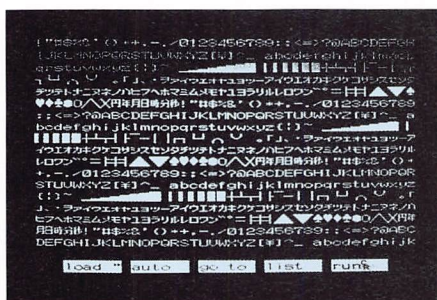 !"#$%&'()*+,-./0123456789:;<=>?@ABCDEFGH
IJKLMNOPQRSTUVWXYZ[¥]^_ abcdefghijklmnop
qrstuvwxyz{|}~
。「」、・ヲァィゥェォャュョッーアイウエオカキクケコサシスセソタ
チツテトナニヌネノハヒフヘホマミムメモヤユヨラリルレロワン゛゜ ▲▼♠
♥♦♣●○╱╲╳円年月日時分秒!"#$%&'()*+,-./0123456789
:;<=>?@ABCDEFGHIJKLMNOPQRSTUVWXYZ[¥]^_ a
bcdefghijklmnopqrstuvwxyz{|}~
。「」、・ヲァィゥェォャュョッーア
イウエオカキクケコサシスセソタチツテトナニヌネノハヒフヘホマミムメモヤユヨラリル
レロワン゛゜ ▲▼♠♥♦♣●○╱╲╳円年月日時分秒!"#$%&'
()*+,-./0123456789:;<=>?@ABCDEFGHIJKLMNOPQR
STUVWXYZ[¥]^_ abcdefghijklmnopqrstuvwxyz
{|}~ 。「
」、・ヲァィゥェォャュョッーアイウエオカキクケコサシスセソタチツテトナニヌネノハ
ヒフヘホマミムメモヤユヨラリルレロワン゛゜ ▲▼♠♥♦♣●○╱╲╳円年
月日時分秒!"#$%&'()*+,-./0123456789:;<=>?@ABC
DEFGHIJKLMNOPQRSTUVWXYZ[¥]^_ abcdefghijk
load " auto go to list run